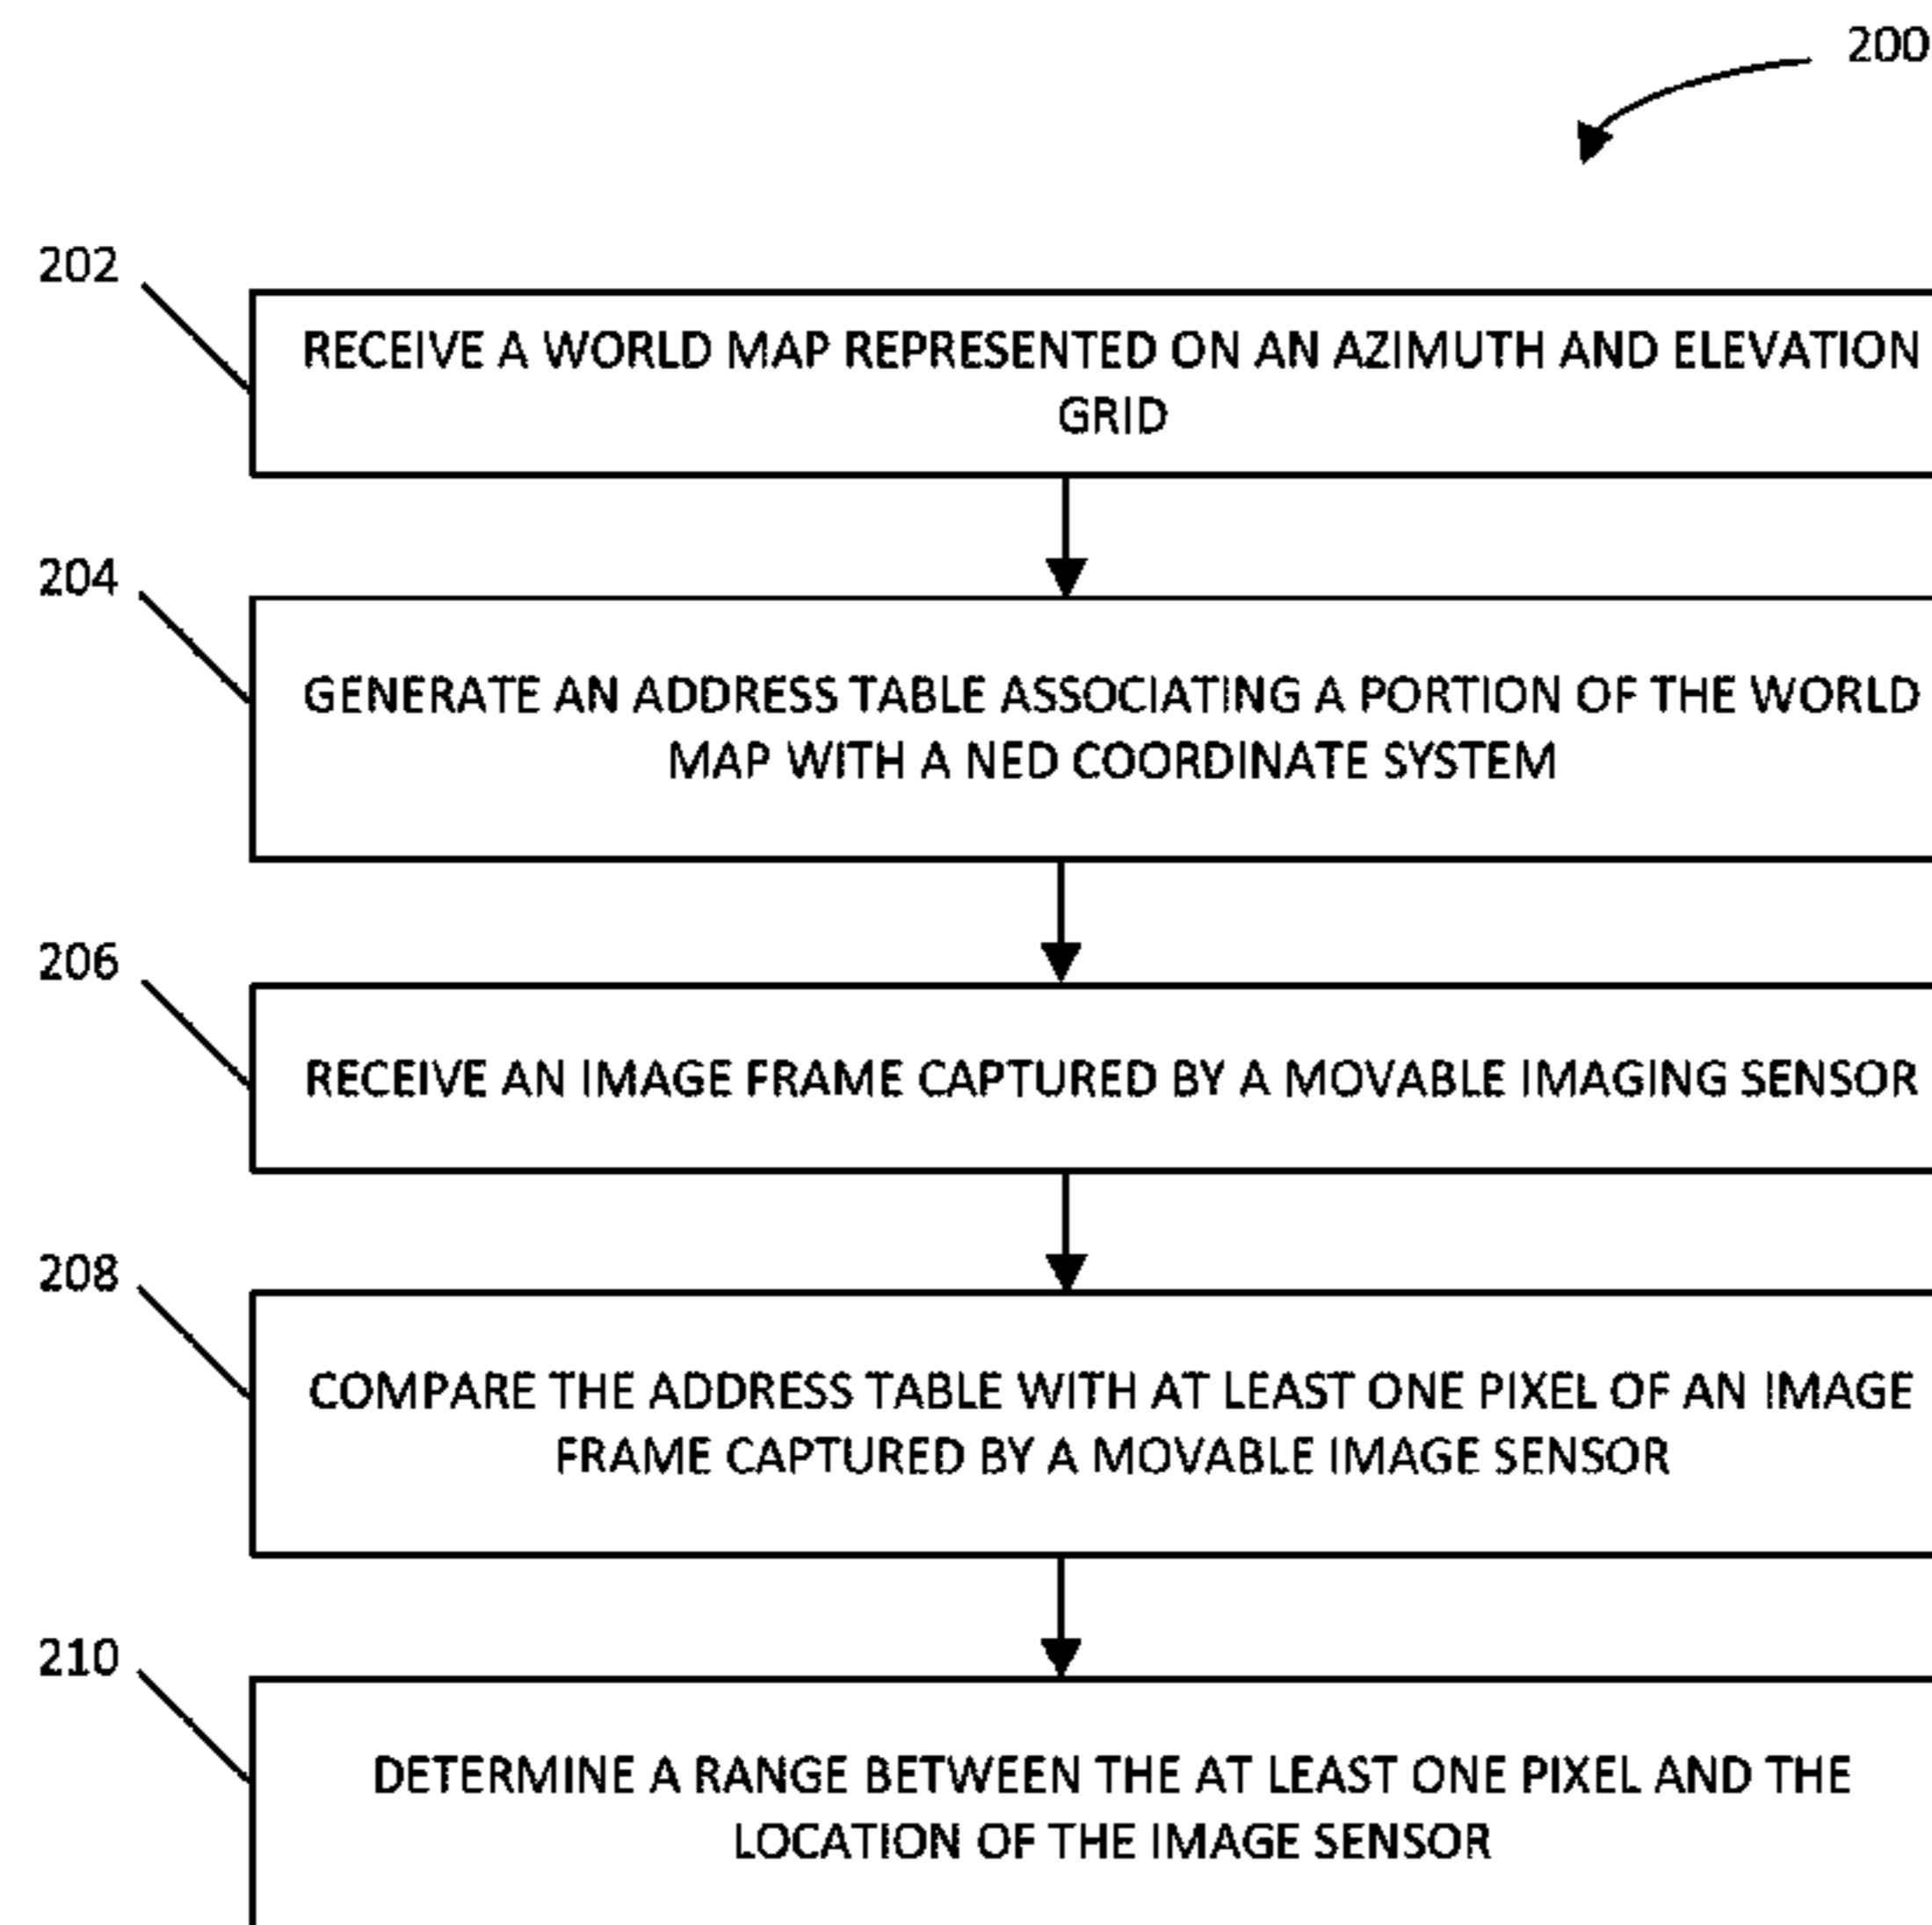 200
202
RECEIVE A WORLD MAP REPRESENTED ON AN AZIMUTH AND ELEVATION
GRID
204
GENERATE AN ADDRESS TABLE ASSOCIATING A PORTION OF THE WORLD
MAP WITH A NED COORDINATE SYSTEM
206
RECEIVE AN IMAGE FRAME CAPTURED BY A MOVABLE IMAGING SENSOR
208
COMPARE THE ADDRESS TABLE WITH AT LEAST ONE PIXEL OF AN IMAGE
FRAME CAPTURED BY A MOVABLE IMAGE SENSOR
210
DETERMINE A RANGE BETWEEN THE AT LEAST ONE PIXEL AND THE
LOCATION OF THE IMAGE SENSOR